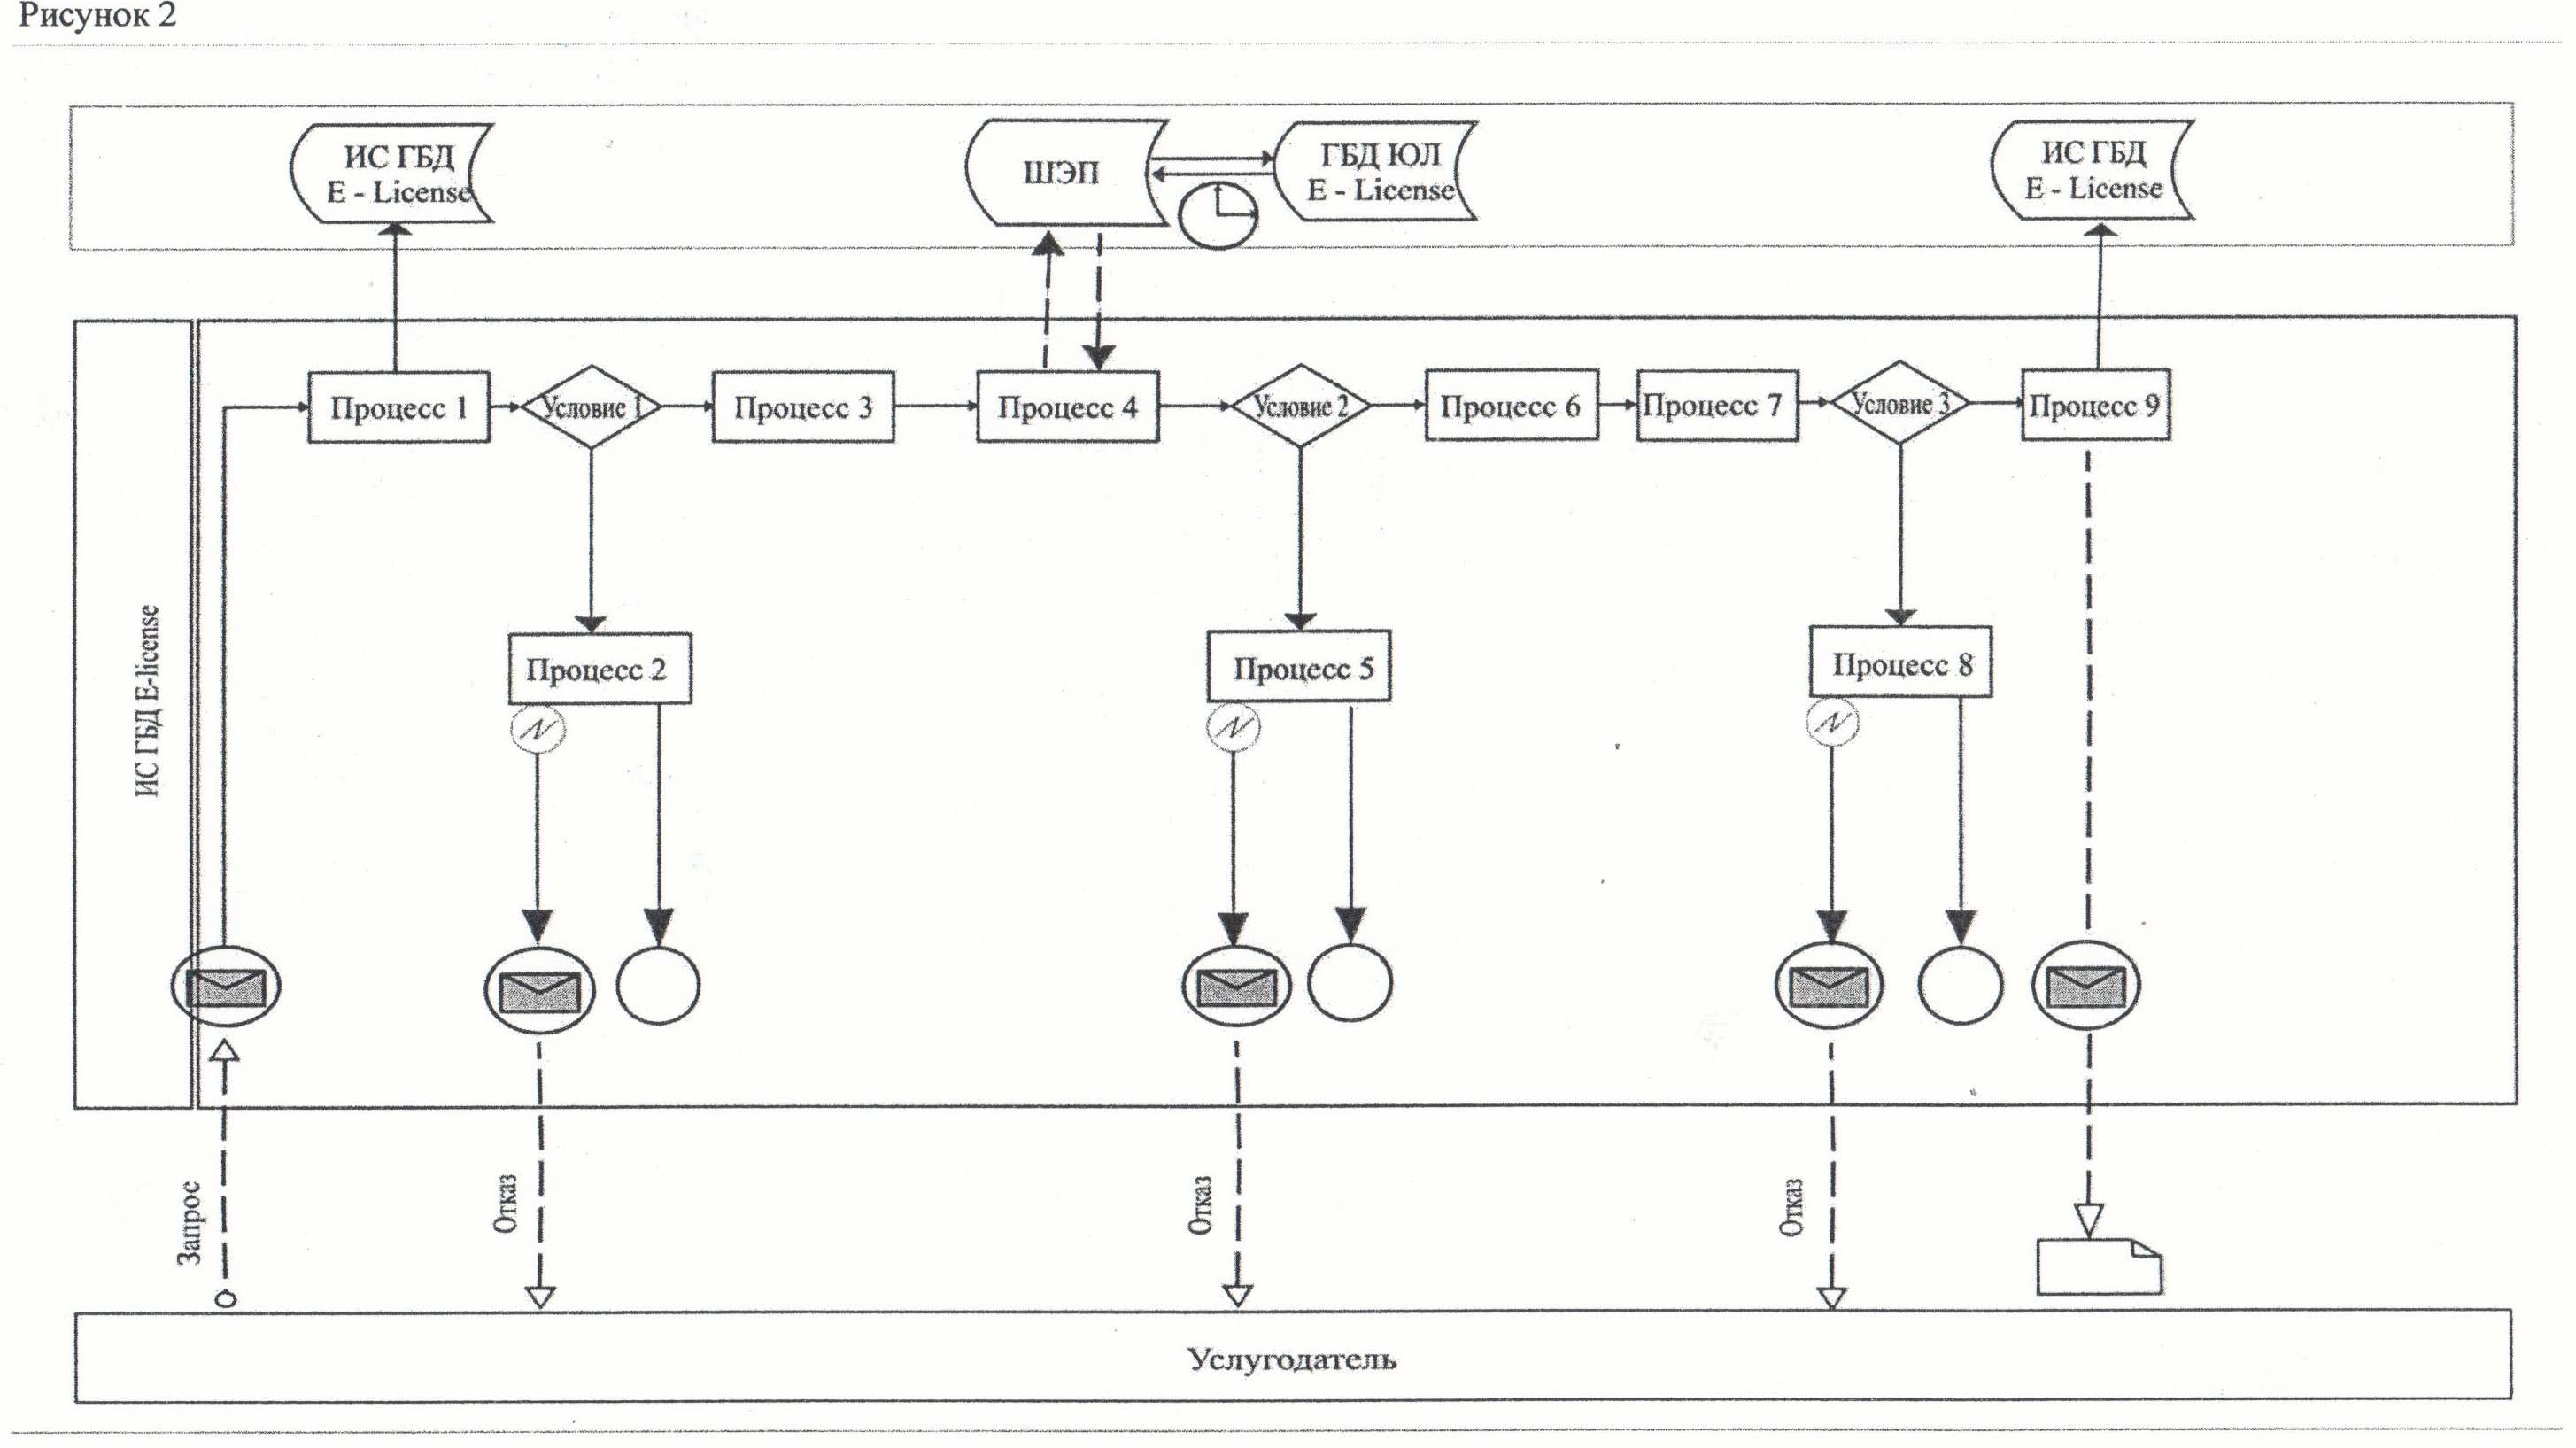 Рисунок 2
ИС ГБД
E - License
ШЭП
ГБД ЮЛ
E - License
ИС ГБД
E - License
Процесс 1
Условие 1
Процесс 3
Процесс 4
Условие 2
Процесс 6
Процесс 7
Условие 3
Процесс 9
ИС ГБД E-license
Процесс 2
Процесс 5
Процесс 8
N
N
N
Запрос
Отказ
Отказ
Отказ
Услугодатель